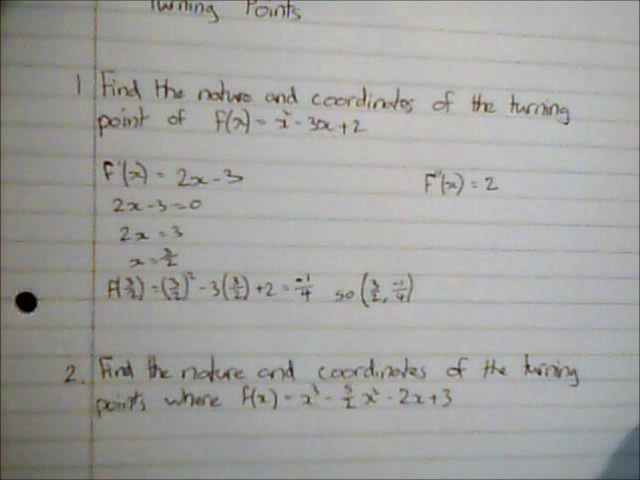 Turning Points
1 Find the nature and coordinates of the turning
point of f(x) = x² - 3x + 2
f'(x) = 2x - 3
f''(x) = 2
2x - 3 = 0
2x = 3
x = 3/2
f(3/2) = (3/2)² - 3(3/2) + 2 = -1/4 so (3/2, -1/4)
2. Find the nature and coordinates of the turning
points where f(x) = x³ - 5/2 x² - 2x + 3